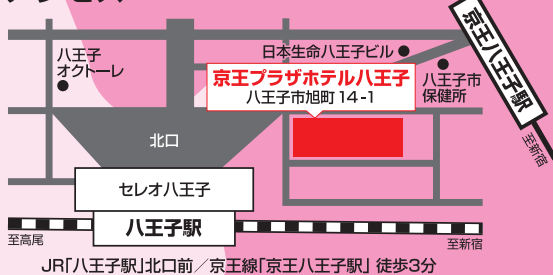 八王子
オクトーレ
日本生命八王子ビル
京王プラザホテル八王子
八王子市旭町14-1
八王子市
保健所
京王八王子駅
至新宿
北口
セレオ八王子
八王子駅
至高尾
至新宿
JR「八王子駅」北口前／京王線「京王八王子駅」 徒歩3分